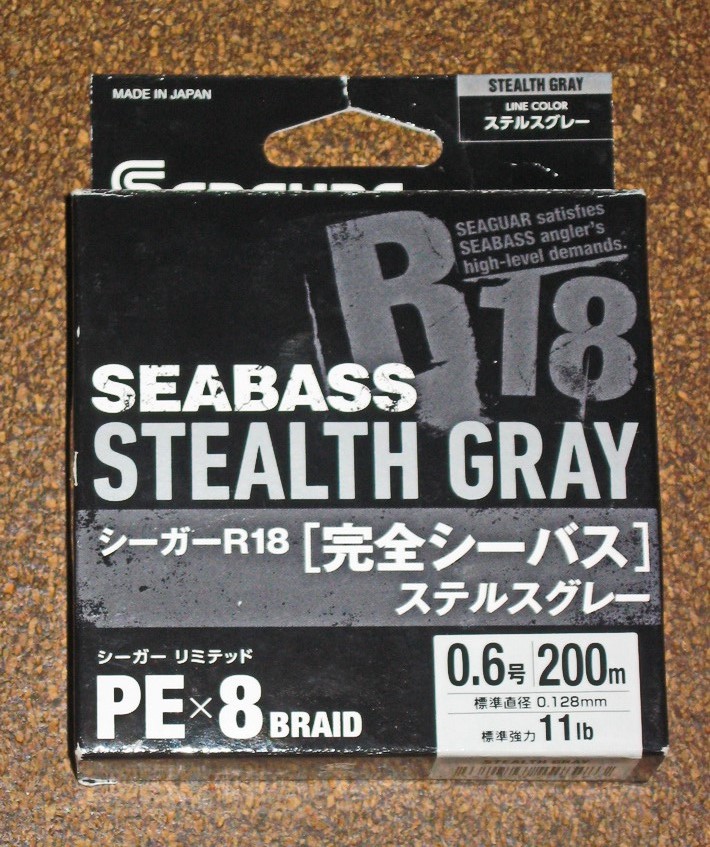 MADE IN JAPAN
STEALTH GRAY
LINE COLOR
ステルスグレー
R18
SEAGUAR satisfies
SEABASS angler's
high-level demands.
SEABASS
STEALTH GRAY
シーガーR18［完全シーバス］
ステルスグレー
シーガー リミテッド
PE×8 BRAID
0.6号 200m
標準直径 0.128mm
標準強力 11lb
STEALTH GRAY